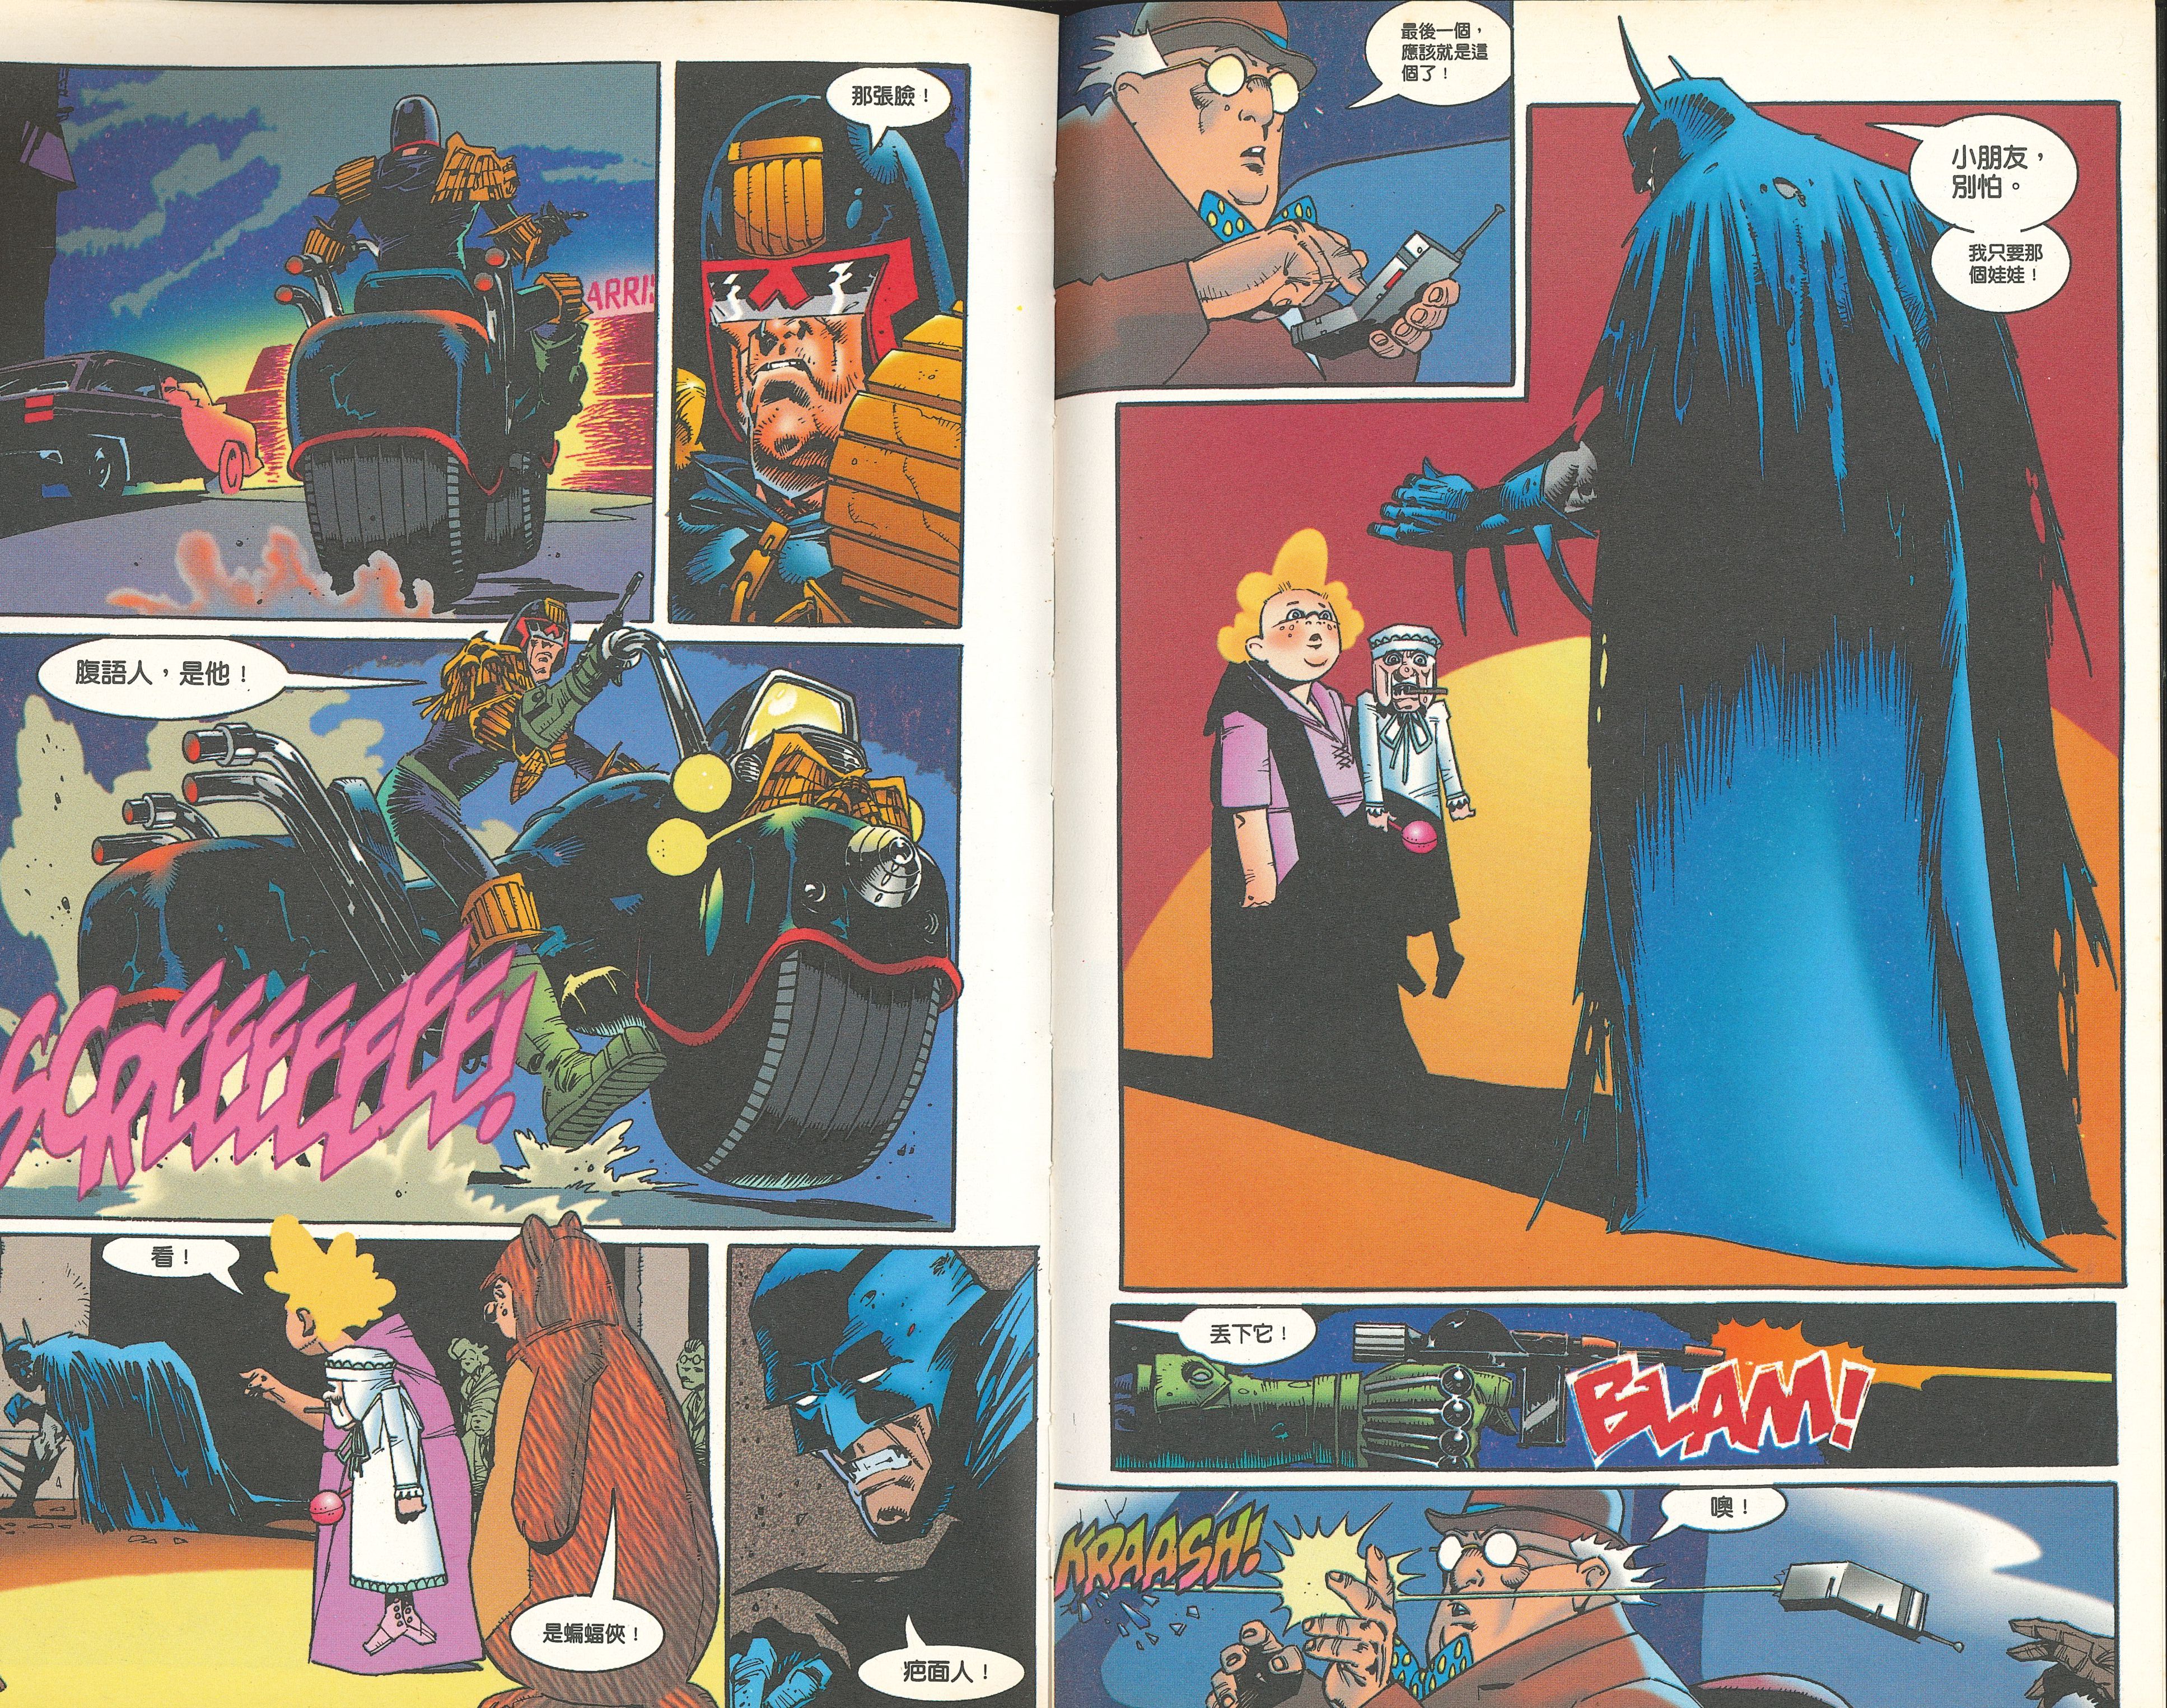 ARRIS
那張臉！
腹語人，是他！
SCREEEEEEEE!
看！
是蝙蝠俠！
疤面人！
最後一個，
應該就是這
個了！
小朋友，
別怕。
我只要那
個娃娃！
丟下它！
BLAM!
KRAASH!
噢！